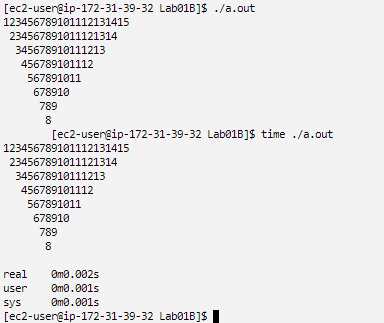 [ec2-user@ip-172-31-39-32 Lab01B]$ ./a.out
123456789101112131415
 234567891011121314
  345678910111213
   456789101112
    567891011
     678910
      789
       8
        [ec2-user@ip-172-31-39-32 Lab01B]$ time ./a.out
123456789101112131415
 234567891011121314
  345678910111213
   456789101112
    567891011
     678910
      789
       8
real    0m0.002s
user    0m0.001s
sys     0m0.001s
[ec2-user@ip-172-31-39-32 Lab01B]$